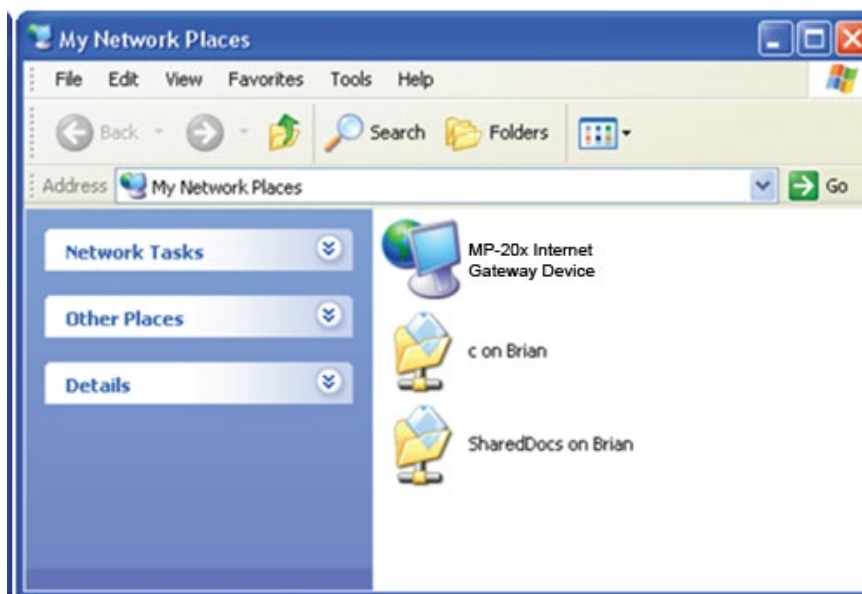 My Network Places
File Edit View Favorites Tools Help
Back Search Folders
Address My Network Places Go
Network Tasks
Other Places
Details
MP-20x Internet
Gateway Device
c on Brian
SharedDocs on Brian